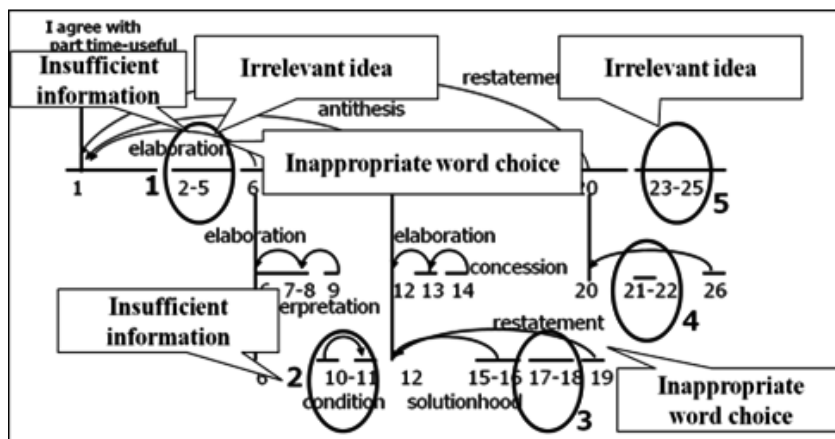 I agree with
part time-useful
Insufficient
information
Irrelevant idea
restatement
Irrelevant idea
antithesis
elaboration
Inappropriate word choice
1
1
2-5
6
20
23-25
5
elaboration
elaboration
concession
6
7-8
9
12
13
14
20
21-22
26
4
erpretation
Insufficient
information
restatement
6
2
10-11
12
15-16
17-18
19
condition
solutionhood
3
Inappropriate
word choice